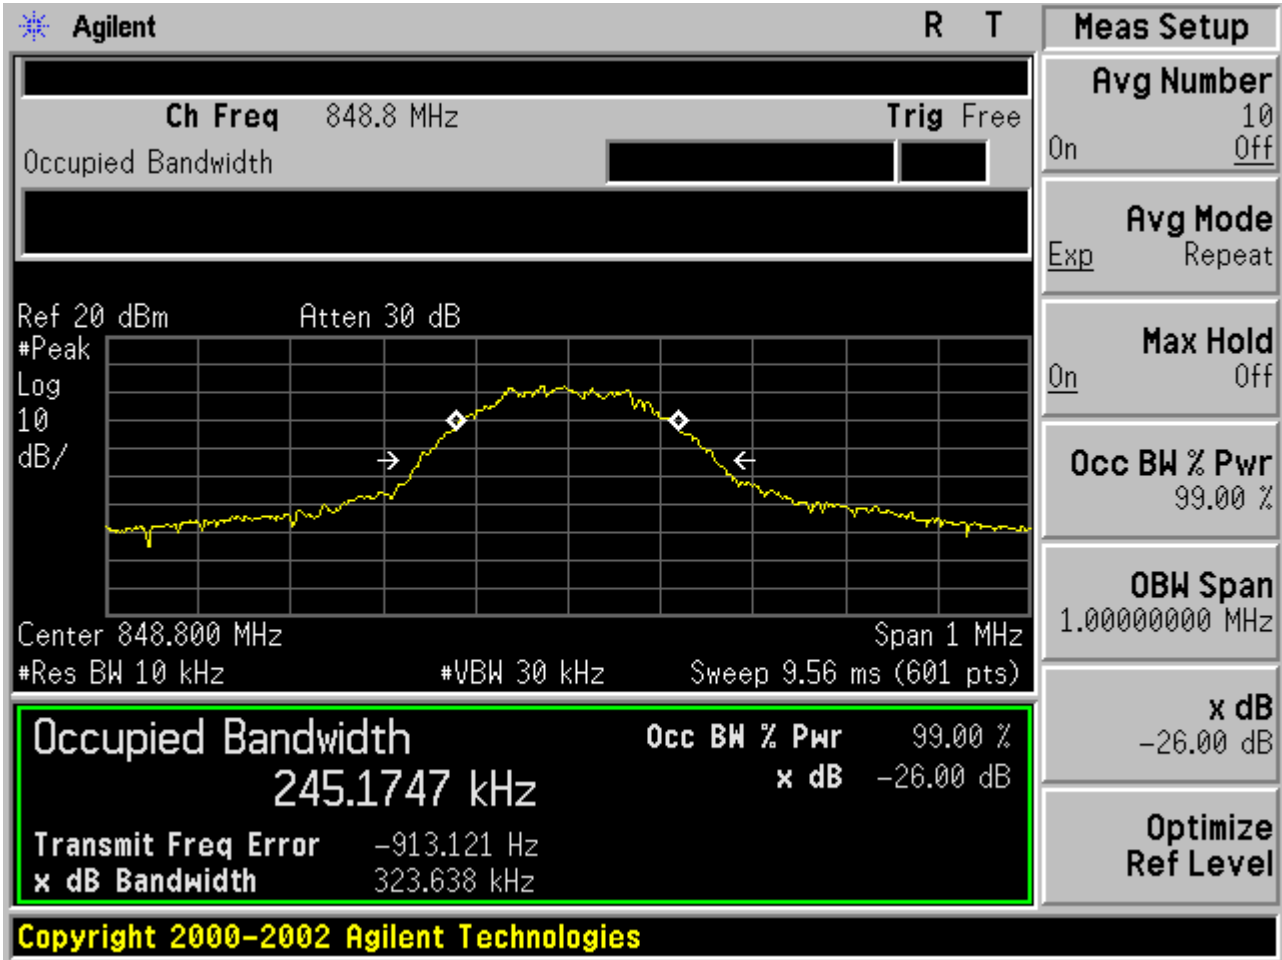 Agilent R T
Ch Freq 848.8 MHz Trig Free
Occupied Bandwidth
Ref 20 dBm Atten 30 dB
#Peak
Log
10
dB/
Center 848.800 MHz Span 1 MHz
#Res BW 10 kHz #VBW 30 kHz Sweep 9.56 ms (601 pts)
Occupied Bandwidth
245.1747 kHz
Occ BW % Pwr 99.00 %
x dB -26.00 dB
Transmit Freq Error -913.121 Hz
x dB Bandwidth 323.638 kHz
Copyright 2000-2002 Agilent Technologies
Meas Setup
Avg Number
10
On Off
Avg Mode
Exp Repeat
Max Hold
On Off
Occ BW % Pwr
99.00 %
OBW Span
1.00000000 MHz
x dB
-26.00 dB
Optimize
Ref Level